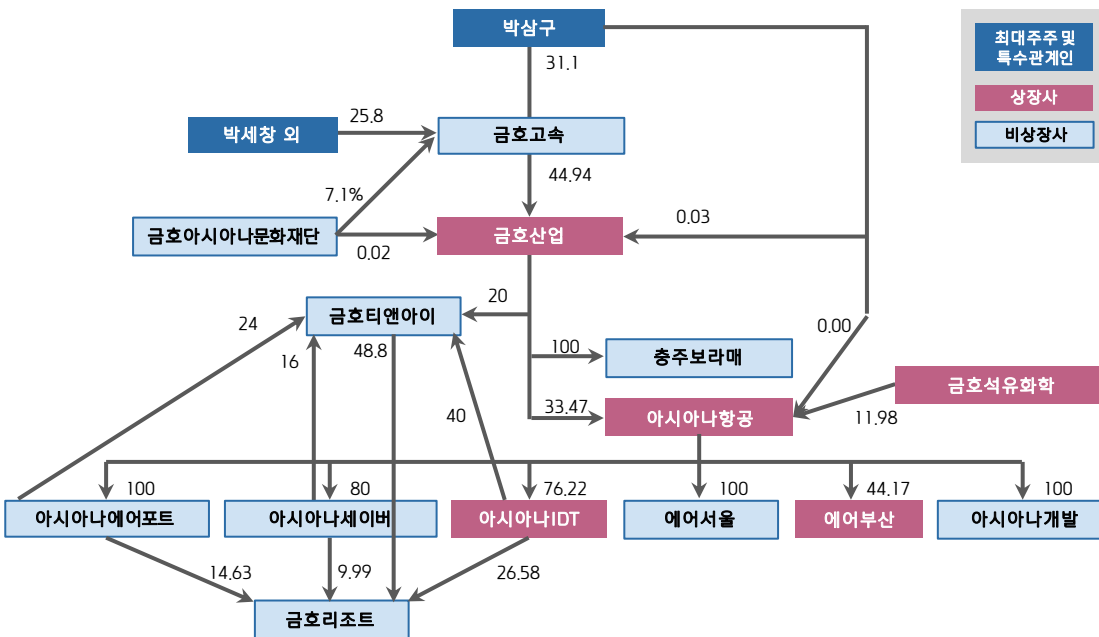 박삼구
최대주주 및
특수관계인
31.1
상장사
25.8
박세창 외
금호고속
비상장사
44.94
7.1%
금호아시아나문화재단
금호산업
0.03
0.02
20
금호티앤아이
24
0.00
16
48.8
100
충주보라매
금호석유화학
33.47
40
아시아나항공
11.98
100
80
76.22
100
44.17
100
아시아나에어포트
아시아나세이버
아시아나IDT
에어서울
에어부산
아시아나개발
14.63
9.99
26.58
금호리조트